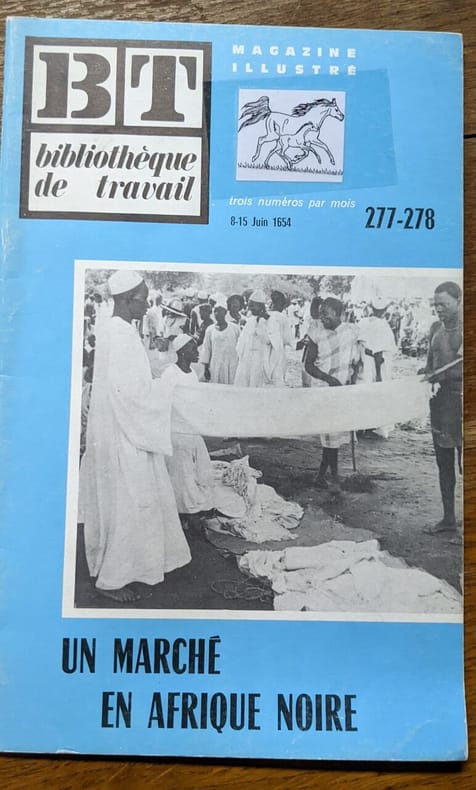 BT
bibliothèque
de travail
MAGAZINE
ILLUSTRÉ
trois numéros par mois
8-15 Juin 1654
277-278
UN MARCHÉ
EN AFRIQUE NOIRE